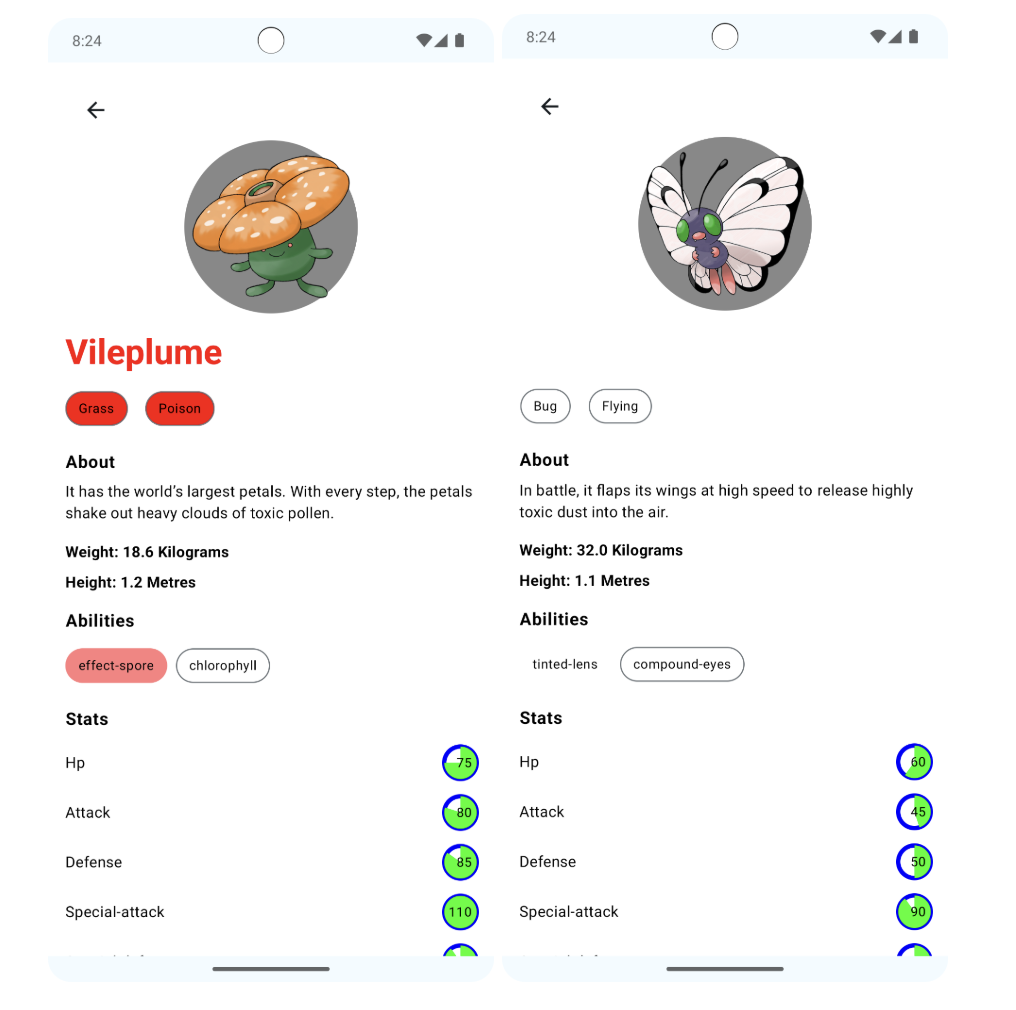 8:24
Vileplume
Grass Poison
About
It has the world’s largest petals. With every step, the petals
shake out heavy clouds of toxic pollen.
Weight: 18.6 Kilograms
Height: 1.2 Metres
Abilities
effect-spore chlorophyll
Stats
Hp 75
Attack 80
Defense 85
Special-attack 110
8:24
Bug Flying
About
In battle, it flaps its wings at high speed to release highly
toxic dust into the air.
Weight: 32.0 Kilograms
Height: 1.1 Metres
Abilities
tinted-lens compound-eyes
Stats
Hp 60
Attack 45
Defense 50
Special-attack 90